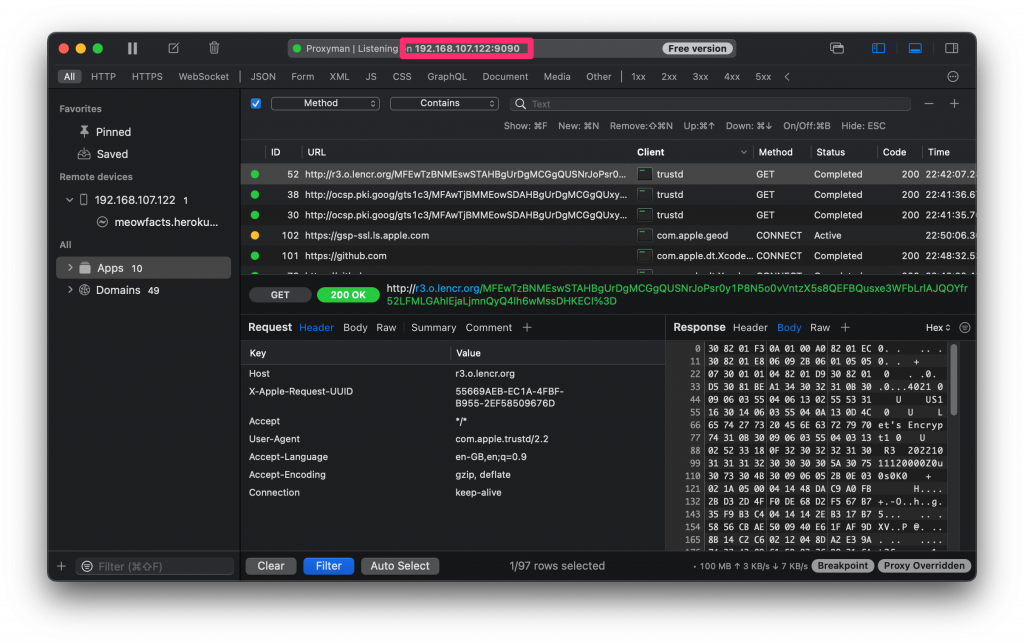 Proxyman | Listening on 192.168.107.122:9090
Free version
All HTTP HTTPS WebSocket JSON Form XML JS CSS GraphQL Document Media Other 1xx 2xx 3xx 4xx 5xx
Favorites
Pinned
Saved
Remote devices
192.168.107.122 1
meowfacts.heroku...
All
Apps 10
Domains 49
Filter (⌘⇧F)
Method Contains Text
Show: ⌘F New: ⌘N Remove:⇧⌘N Up:⌘↑ Down: ⌘↓ On/Off:⌘B Hide: ESC
ID URL Client Method Status Code Time
52 http://r3.o.lencr.org/MFEwTzBNMEswSTAHBgUrDgMCGgQUSNrJoPsr0... trustd GET Completed 200 22:42:07.2
38 http://ocsp.pki.goog/gts1c3/MFAwTjBMMEowSDAHBgUrDgMCGgQUxy... trustd GET Completed 200 22:41:36.6
30 http://ocsp.pki.goog/gts1c3/MFEwTzBNMEswSTAHBgUrDgMCGgQUxy... trustd GET Completed 200 22:41:35.7
102 https://gsp-ssl.ls.apple.com com.apple.geod CONNECT Active 22:50:06.3
101 https://github.com com.apple.dt.Xcode... CONNECT Completed 200 22:48:32.5
GET 200 OK
http://r3.o.lencr.org/MFEwTzBNMEswSTAHBgUrDgMCGgQUSNrJoPsr0y1P8N5o0vVntzX5s8QEFBQusxe3WFbLrlAJQOYfr
52LFMLGAhIEjaLjmnQyQ4lh6wMssDHKECI%3D
Request Header Body Raw Summary Comment
Key Value
Host r3.o.lencr.org
X-Apple-Request-UUID 55669AEB-EC1A-4FBF-
B955-2EF58509676D
Accept */*
User-Agent com.apple.trustd/2.2
Accept-Language en-GB,en;q=0.9
Accept-Encoding gzip, deflate
Connection keep-alive
Response Header Body Raw Hex
0 30 82 01 F3 0A 01 00 A0 82 01 EC 0. . . . .
11 30 82 01 E8 06 09 2B 06 01 05 05 0. . +
22 07 30 01 01 04 82 01 D9 30 82 01 0 . .0.
33 D5 30 81 BE A1 34 30 32 31 0B 30 .0...4021 0
44 09 06 03 55 04 06 13 02 55 53 31 U US1
55 16 30 14 06 03 55 04 0A 13 0D 4C 0 U L
66 65 74 27 73 20 45 6E 63 72 79 70 et's Encryp
77 74 31 0B 30 09 06 03 55 04 03 13 t1 0 U
88 02 52 33 18 0F 32 30 32 32 31 30 R3 202210
99 31 31 31 32 30 30 30 30 5A 30 75 11120000Z0u
110 30 73 30 4B 30 09 06 05 2B 0E 03 0s0K0 +
121 02 1A 05 00 04 14 48 DA C9 A0 FB H....
132 2B D3 2D 4F F0 DE 68 D2 F5 67 B7 +.-O..h..g.
143 35 F9 B3 C4 04 14 14 2E B3 17 B7 5... ...
154 58 56 CB AE 50 09 40 E6 1F AF 9D XV..P @. ..
165 8B 14 C2 C6 02 12 04 8D A2 E3 9A . .. ....
Clear Filter Auto Select 1/97 rows selected • 100 MB ↑ 3 KB/s ↓ 7 KB/s Breakpoint Proxy Overridden